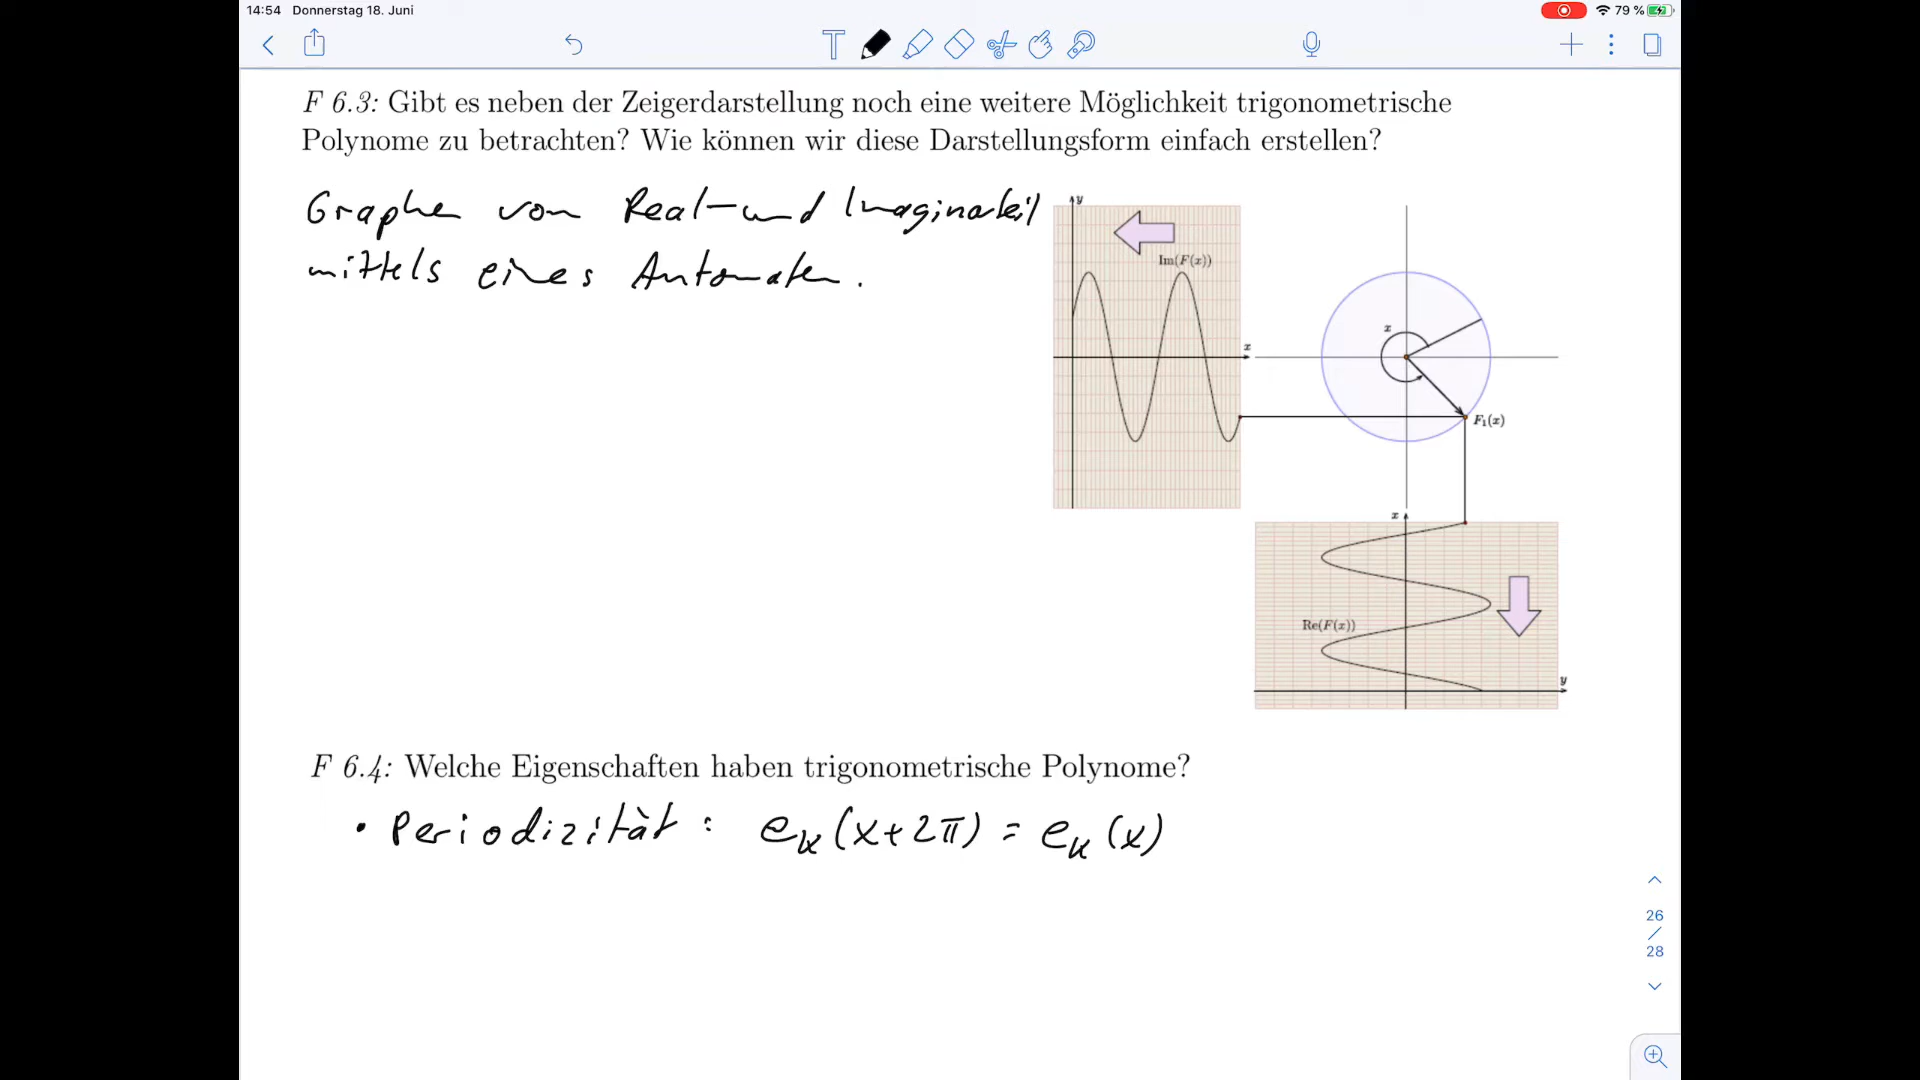 14:54 Donnerstag 18. Juni
79 %
F 6.3: Gibt es neben der Zeigerdarstellung noch eine weitere Möglichkeit trigonometrische
Polynome zu betrachten? Wie können wir diese Darstellungsform einfach erstellen?
Graphen von Real- und Imaginärteil
mittels eines Automaten.
y
Im(F(x))
x
x
F₁(x)
x
Re(F(x))
y
F 6.4: Welche Eigenschaften haben trigonometrische Polynome?
• Periodizität: eₖ(x+2π) = eₖ(x)
26
/
28